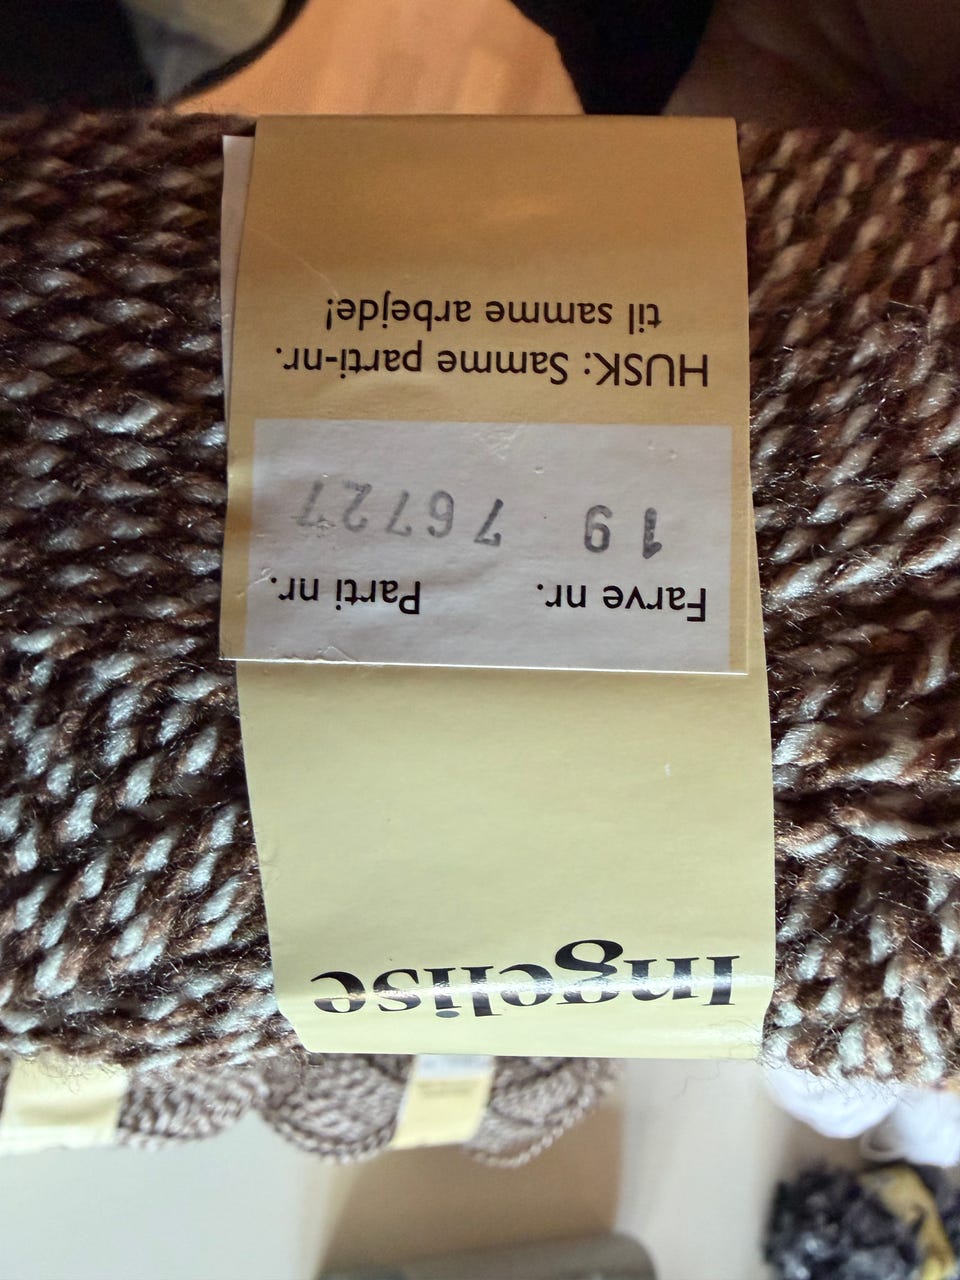 Ingelise
Farve nr. Parti nr.
19 76727
HUSK: Samme parti-nr.
til samme arbejde!